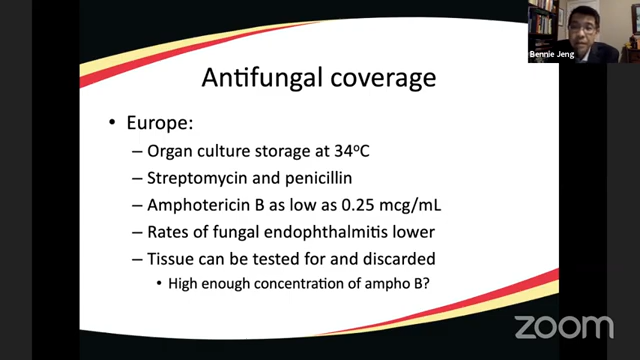 Bennie Jeng
Antifungal coverage
• Europe:
– Organ culture storage at 34ºC
– Streptomycin and penicillin
– Amphotericin B as low as 0.25 mcg/mL
– Rates of fungal endophthalmitis lower
– Tissue can be tested for and discarded
• High enough concentration of ampho B?
zoom